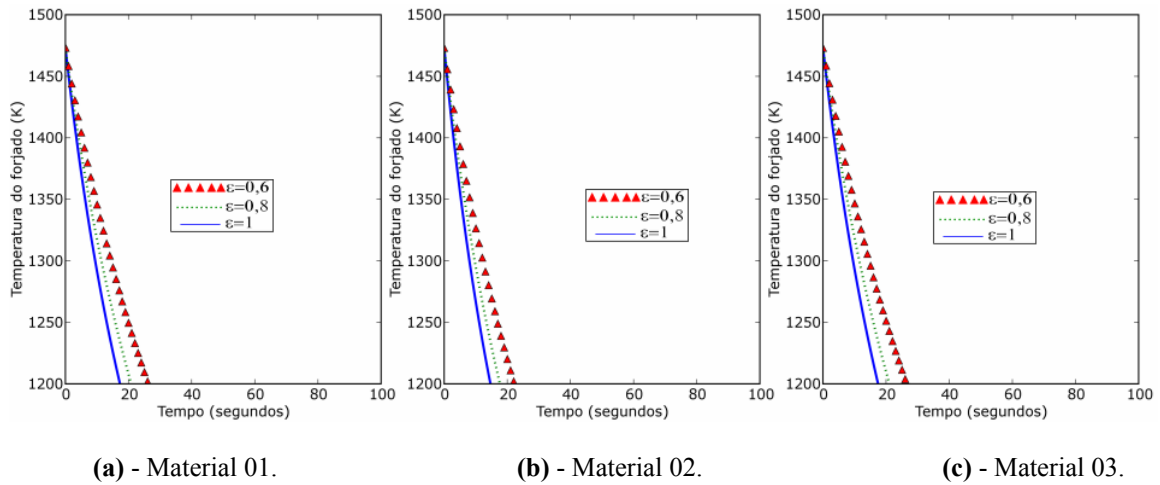 1500
1450
1400
1350
1300
1250
1200
Temperatura do forjado (K)
0 20 40 60 80 100
Tempo (segundos)
ε=0,6
ε=0,8
ε=1
(a) - Material 01.
1500
1450
1400
1350
1300
1250
1200
Temperatura do forjado (K)
0 20 40 60 80 100
Tempo (segundos)
ε=0,6
ε=0,8
ε=1
(b) - Material 02.
1500
1450
1400
1350
1300
1250
1200
Temperatura do forjado (K)
0 20 40 60 80 100
Tempo (segundos)
ε=0,6
ε=0,8
ε=1
(c) - Material 03.